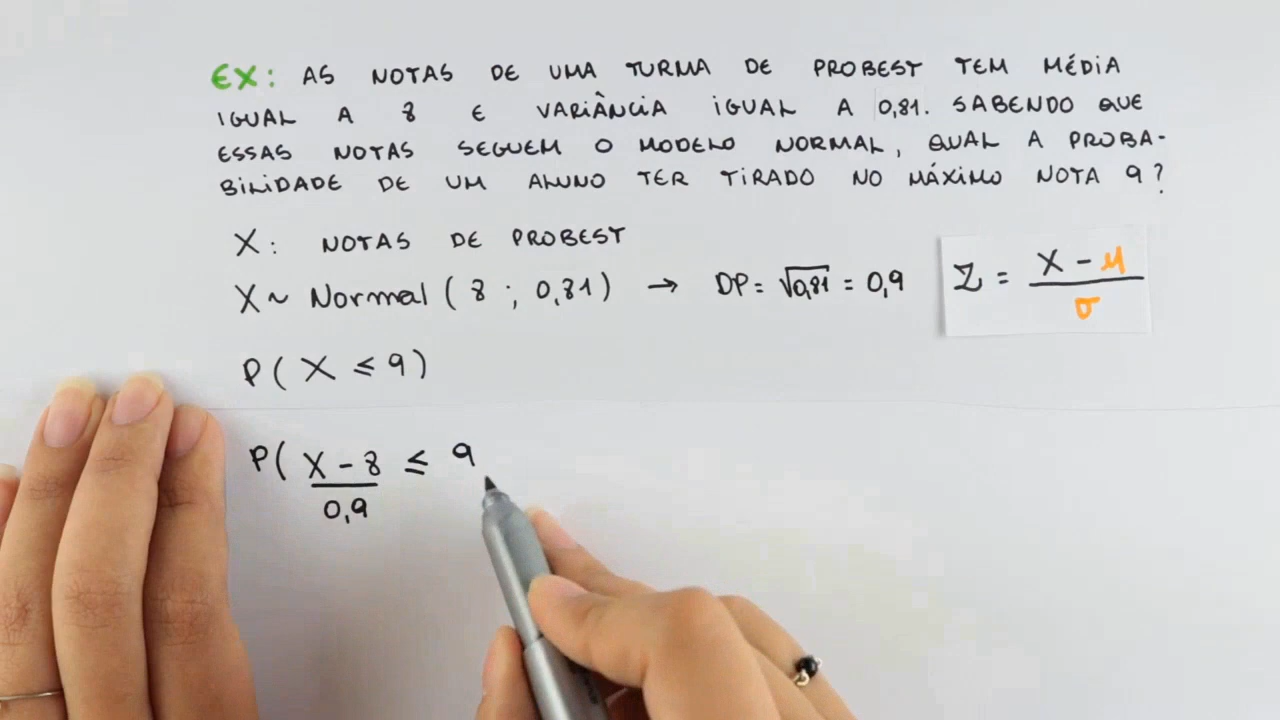 EX: AS NOTAS DE UMA TURMA DE PROBEST TEM MÉDIA
IGUAL A 8 E VARIÂNCIA IGUAL A 0,81. SABENDO QUE
ESSAS NOTAS SEGUEM O MODELO NORMAL, QUAL A PROBA-
BILIDADE DE UM ALUNO TER TIRADO NO MÁXIMO NOTA 9?
X: NOTAS DE PROBEST
X ~ Normal ( 8 ; 0,81) → DP = √0,81 = 0,9
Z = X - μ / σ
P( X ≤ 9)
P( X - 8 ≤ 9
0,9